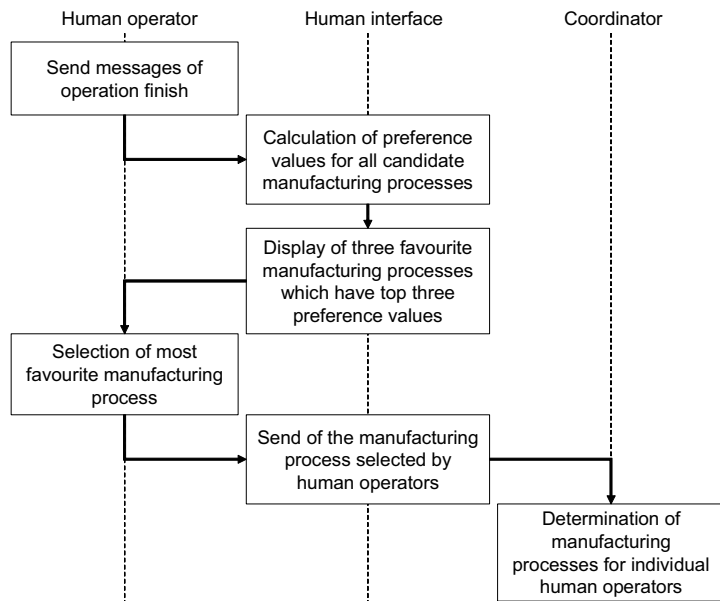 Human operator
Human interface
Coordinator
Send messages of
operation finish
Calculation of preference
values for all candidate
manufacturing processes
Display of three favourite
manufacturing processes
which have top three
preference values
Selection of most
favourite manufacturing
process
Send of the manufacturing
process selected by
human operators
Determination of
manufacturing
processes for individual
human operators